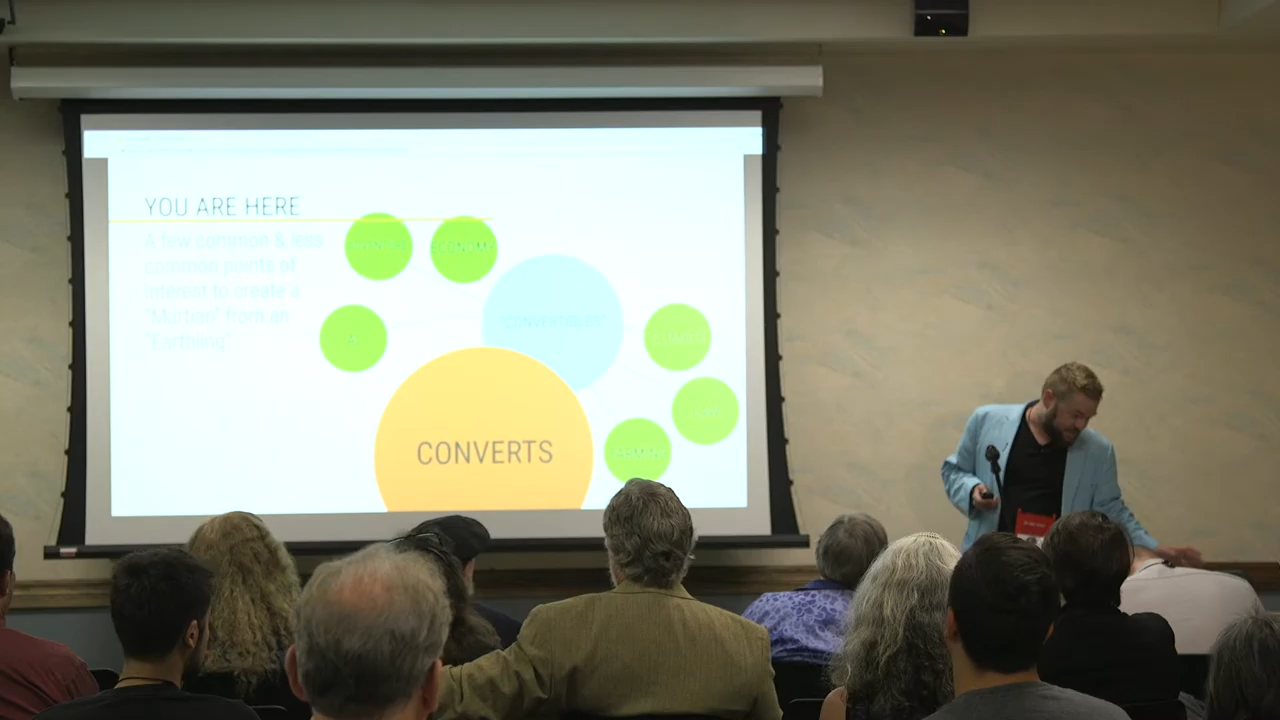 YOU ARE HERE
A few common & less
common points of
interest to create a
"Martian" from an
"Earthling".
ECONOMY
"CONVERTIBLES"
CONVERTS